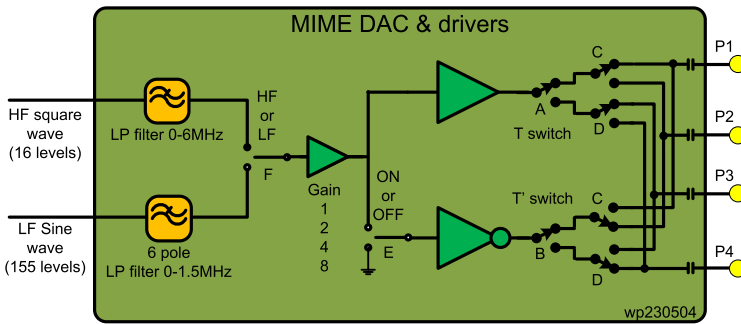 MIME DAC & drivers
P1
C
HF
or
LF
HF square
wave
(16 levels)
LP filter 0-6MHz
A
T switch
D
P2
F
Gain
1
2
4
8
ON
or
OFF
T' switch
C
P3
LF Sine
wave
(155 levels)
6 pole
LP filter 0-1.5MHz
E
B
D
P4
wp230504